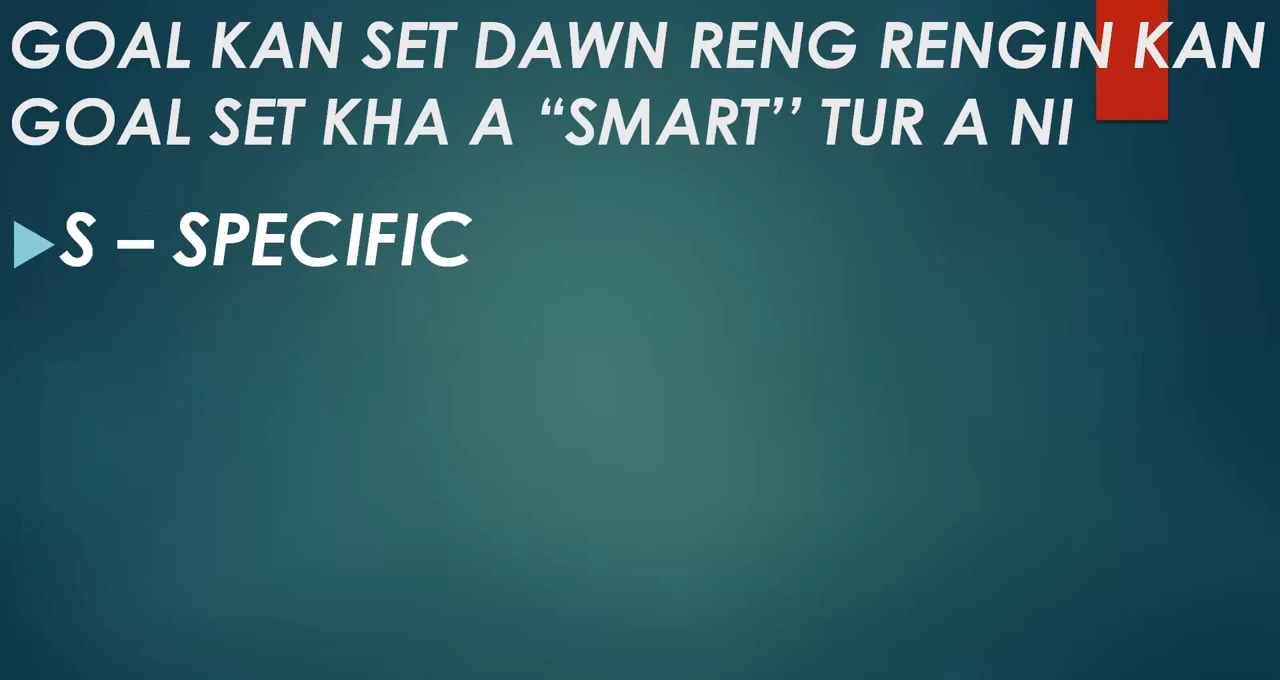 GOAL KAN SET DAWN RENG RENGIN KAN
GOAL SET KHA A “SMART’’ TUR A NI
S – SPECIFIC